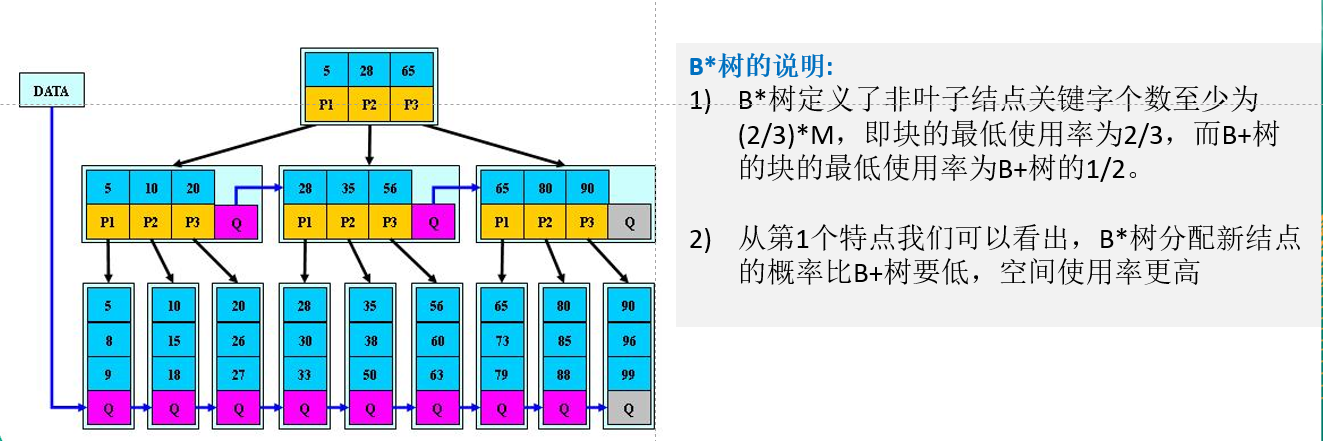 DATA
5 28 65
P1 P2 P3
5 10 20
P1 P2 P3 Q
28 35 56
P1 P2 P3 Q
65 80 90
P1 P2 P3 Q
5 10 20 28 35 56 65 80 90
8 15 26 30 38 60 73 85 96
9 18 27 33 50 63 79 88 99
Q Q Q Q Q Q Q Q Q
B*树的说明:
1) B*树定义了非叶子结点关键字个数至少为
(2/3)*M，即块的最低使用率为2/3，而B+树
的块的最低使用率为B+树的1/2。
2) 从第1个特点我们可以看出，B*树分配新结点
的概率比B+树要低，空间使用率更高